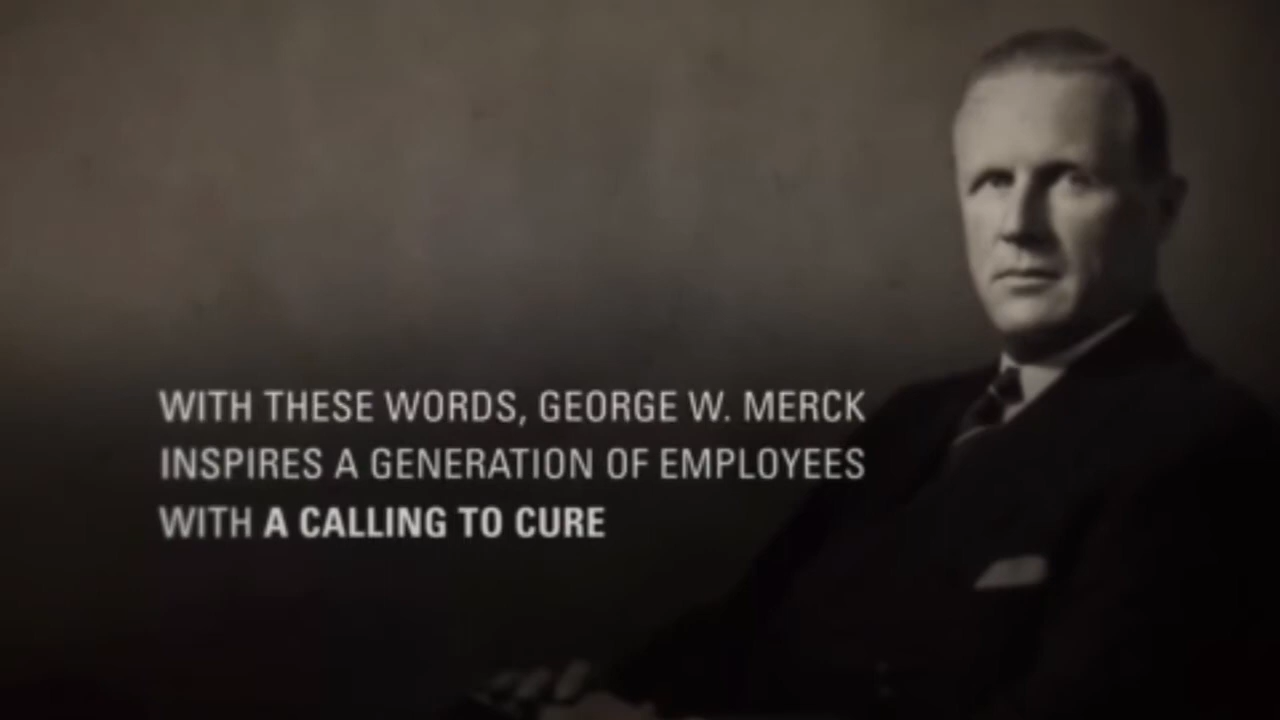 WITH THESE WORDS, GEORGE W. MERCK
INSPIRES A GENERATION OF EMPLOYEES
WITH A CALLING TO CURE